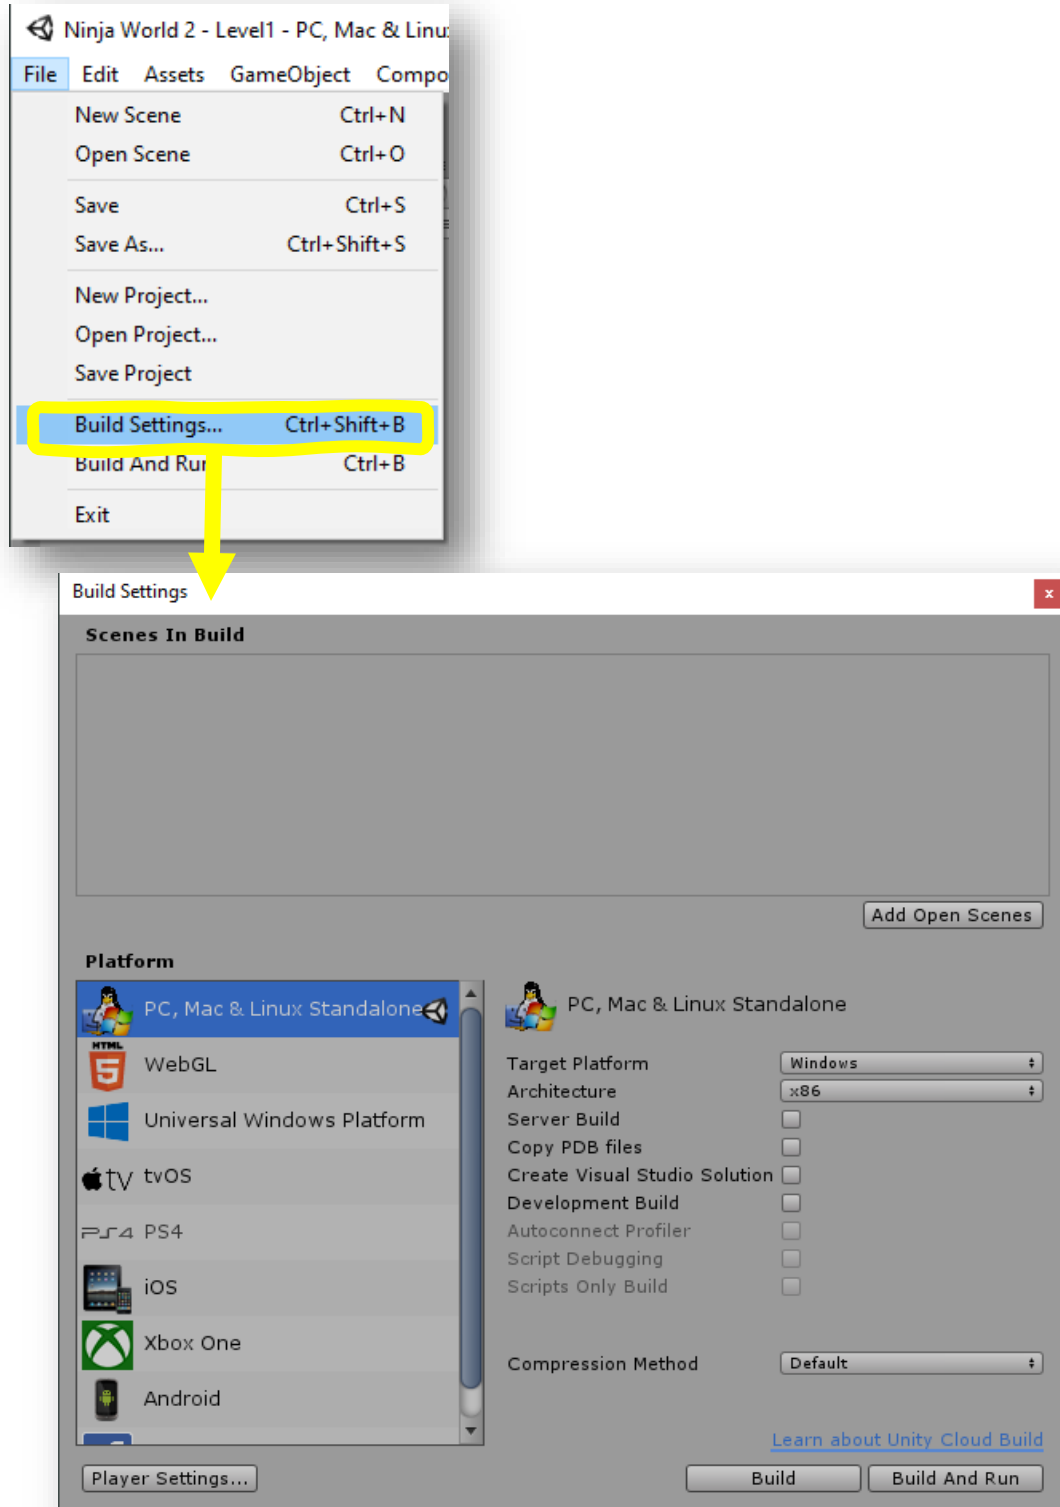 Ninja World 2 - Level1 - PC, Mac & Linu
File Edit Assets GameObject Compo
New Scene Ctrl+N
Open Scene Ctrl+O
Save Ctrl+S
Save As... Ctrl+Shift+S
New Project...
Open Project...
Save Project
Build Settings... Ctrl+Shift+B
Build And Run Ctrl+B
Exit
Build Settings
x
Scenes In Build
Add Open Scenes
Platform
PC, Mac & Linux Standalone
HTML
5
WebGL
Universal Windows Platform
tv tvOS
PS4 PS4
iOS
Xbox One
Android
PC, Mac & Linux Standalone
Target Platform Windows
Architecture x86
Server Build
Copy PDB files
Create Visual Studio Solution
Development Build
Autoconnect Profiler
Script Debugging
Scripts Only Build
Compression Method Default
Learn about Unity Cloud Build
Player Settings... Build Build And Run